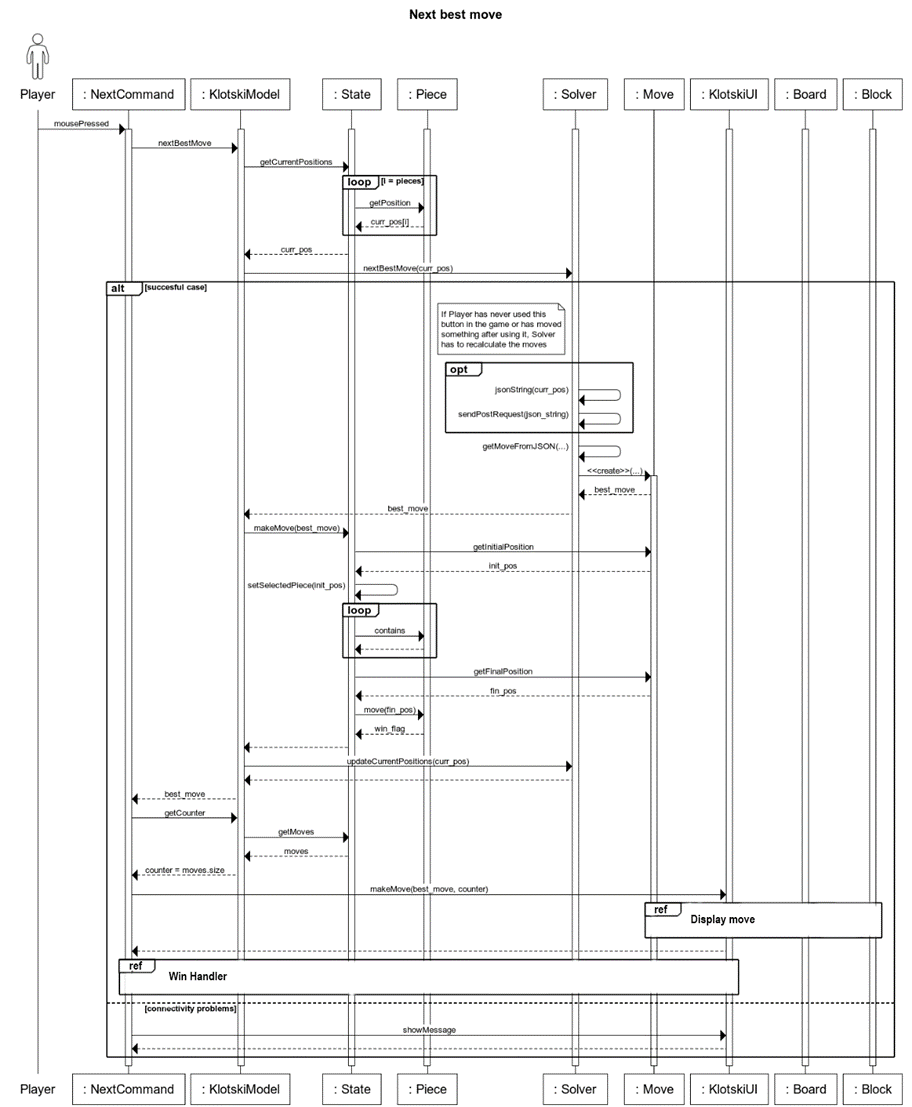 Next best move
Player
: NextCommand
: KlotskiModel
: State
: Piece
: Solver
: Move
: KlotskiUI
: Board
: Block
mousePressed
nextBestMove
getCurrentPositions
loop [i = pieces]
getPosition
curr_pos[i]
curr_pos
nextBestMove(curr_pos)
alt [succesful case]
If Player has never used this
button in the game or has moved
something after using it, Solver
has to recalculate the moves
opt
jsonString(curr_pos)
sendPostRequest(json_string)
getMoveFromJSON(...)
<<create>>(...)
best_move
best_move
makeMove(best_move)
getInitialPosition
init_pos
setSelectedPiece(init_pos)
loop
contains
getFinalPosition
fin_pos
move(fin_pos)
win_flag
updateCurrentPositions(curr_pos)
best_move
getCounter
getMoves
moves
counter = moves.size
makeMove(best_move, counter)
ref Display move
ref Win Handler
[connectivity problems]
showMessage
Player
: NextCommand
: KlotskiModel
: State
: Piece
: Solver
: Move
: KlotskiUI
: Board
: Block